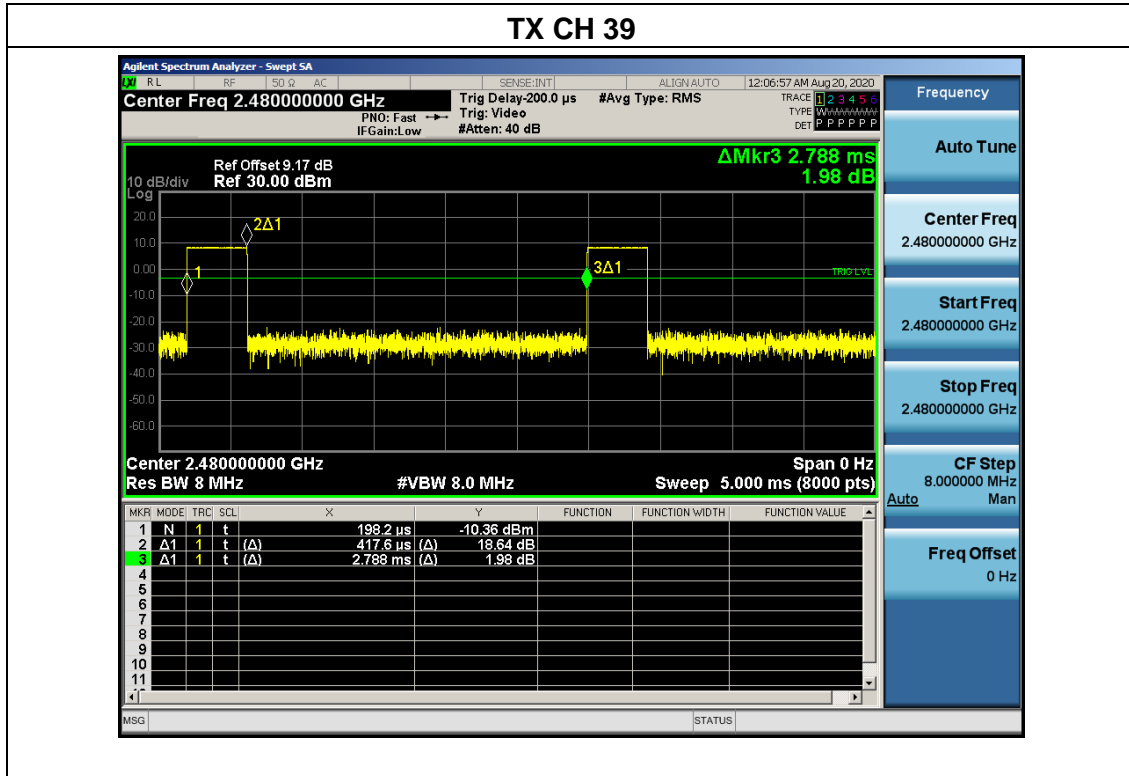 TX CH 39
Agilent Spectrum Analyzer - Swept SA
LXI RL RF 50 Ω AC SENSE:INT ALIGN AUTO 12:06:57 AM Aug 20, 2020
Center Freq 2.480000000 GHz
PNO: Fast
IFGain:Low
Trig Delay-200.0 µs
Trig: Video
#Atten: 40 dB
#Avg Type: RMS
TRACE 1 2 3 4 5 6
TYPE W
DET P P P P P P
Ref Offset 9.17 dB
Ref 30.00 dBm
10 dB/div
Log
ΔMkr3 2.788 ms
1.98 dB
20.0
10.0
0.00
-10.0
-20.0
-30.0
-40.0
-50.0
-60.0
2Δ1
1
3Δ1
TRIG LVL
Center 2.480000000 GHz Span 0 Hz
Res BW 8 MHz #VBW 8.0 MHz Sweep 5.000 ms (8000 pts)
MKR MODE TRC SCL X Y FUNCTION FUNCTION WIDTH FUNCTION VALUE
1 N 1 t 198.2 µs -10.36 dBm
2 Δ1 1 t (Δ) 417.6 µs (Δ) 18.64 dB
3 Δ1 1 t (Δ) 2.788 ms (Δ) 1.98 dB
4
5
6
7
8
9
10
11
MSG STATUS
Frequency
Auto Tune
Center Freq
2.480000000 GHz
Start Freq
2.480000000 GHz
Stop Freq
2.480000000 GHz
CF Step
8.000000 MHz
Auto Man
Freq Offset
0 Hz